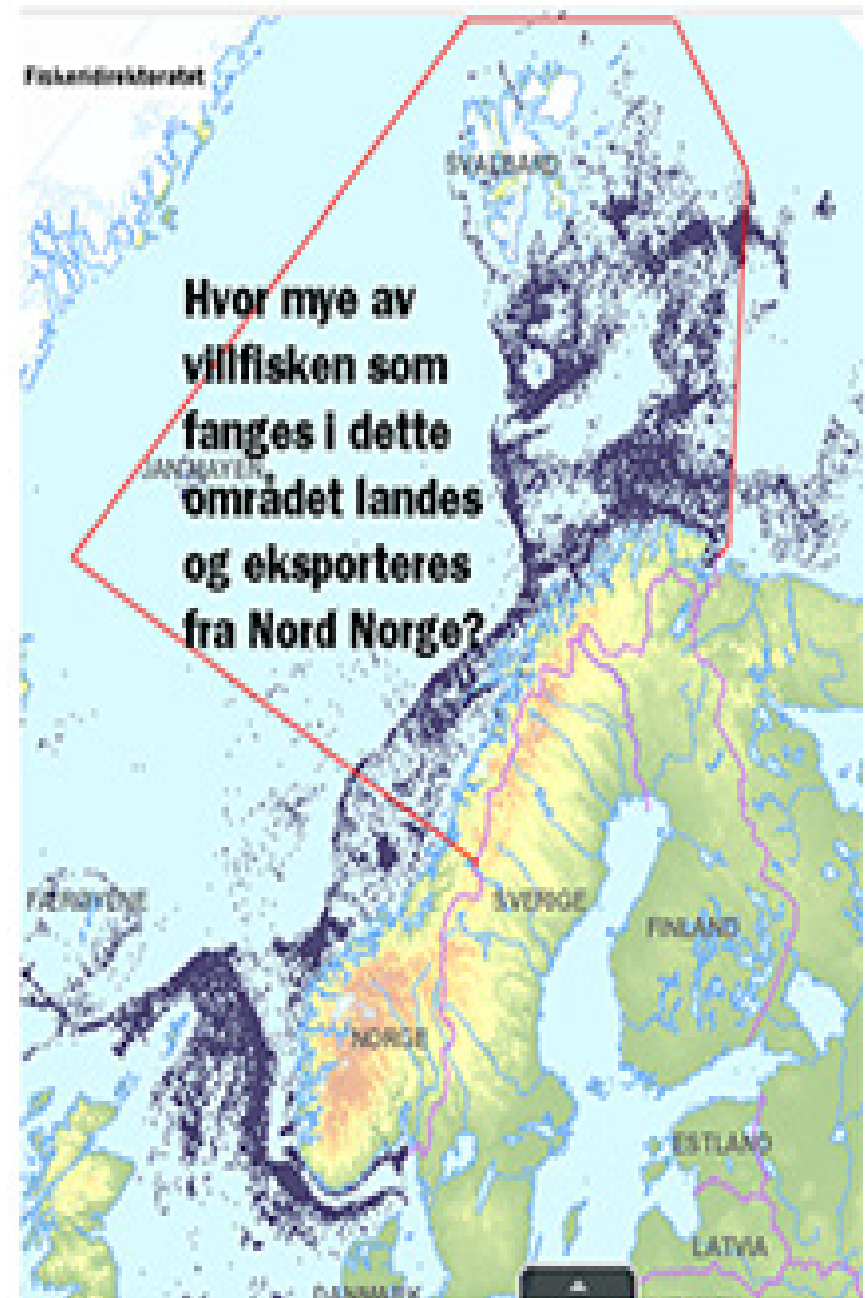 Fiskeridirektoratet
SVALBARD
Hvor mye av
villfisken som
fanges i dette
JAN MAYEN
området landes
og eksporteres
fra Nord Norge?
FÆRØYENE
SVERIGE
FINLAND
NORGE
ESTLAND
LATVIA
DANMARK